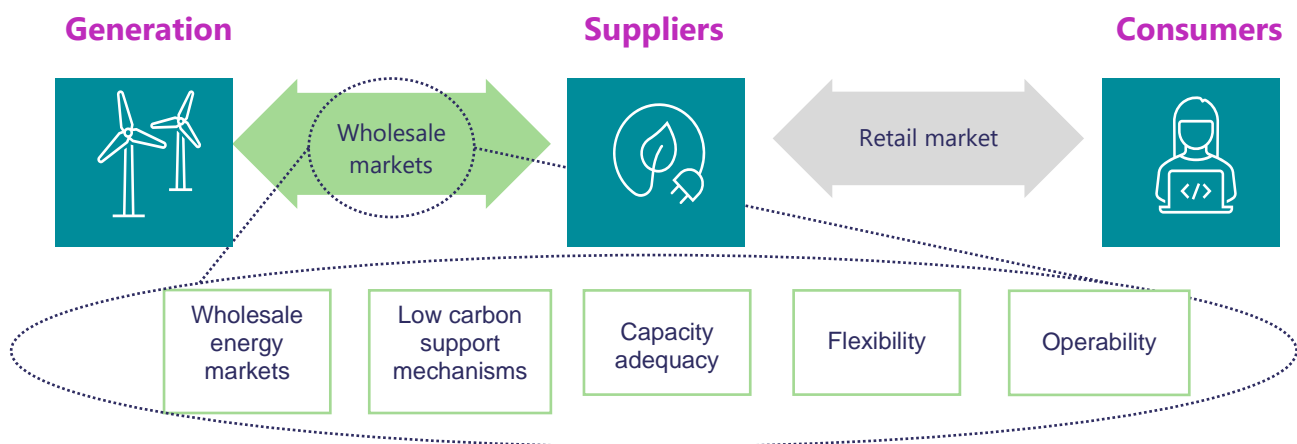 Generation
Suppliers
Consumers
Wholesale
markets
Retail market
</>
Wholesale
energy
markets
Low carbon
support
mechanisms
Capacity
adequacy
Flexibility
Operability